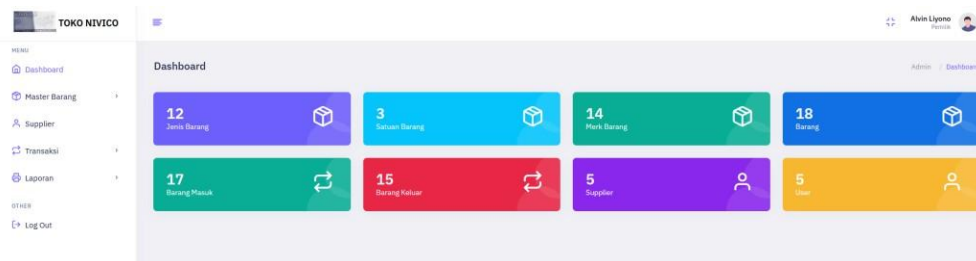 TOKO NIVICO
Alvin Liyono
Pemilik
MENU
Dashboard
Master Barang
Supplier
Transaksi
Laporan
OTHER
Log Out
Dashboard
Admin / Dashboard
12
Jenis Barang
3
Satuan Barang
14
Merk Barang
18
Barang
17
Barang Masuk
15
Barang Keluar
5
Supplier
5
User